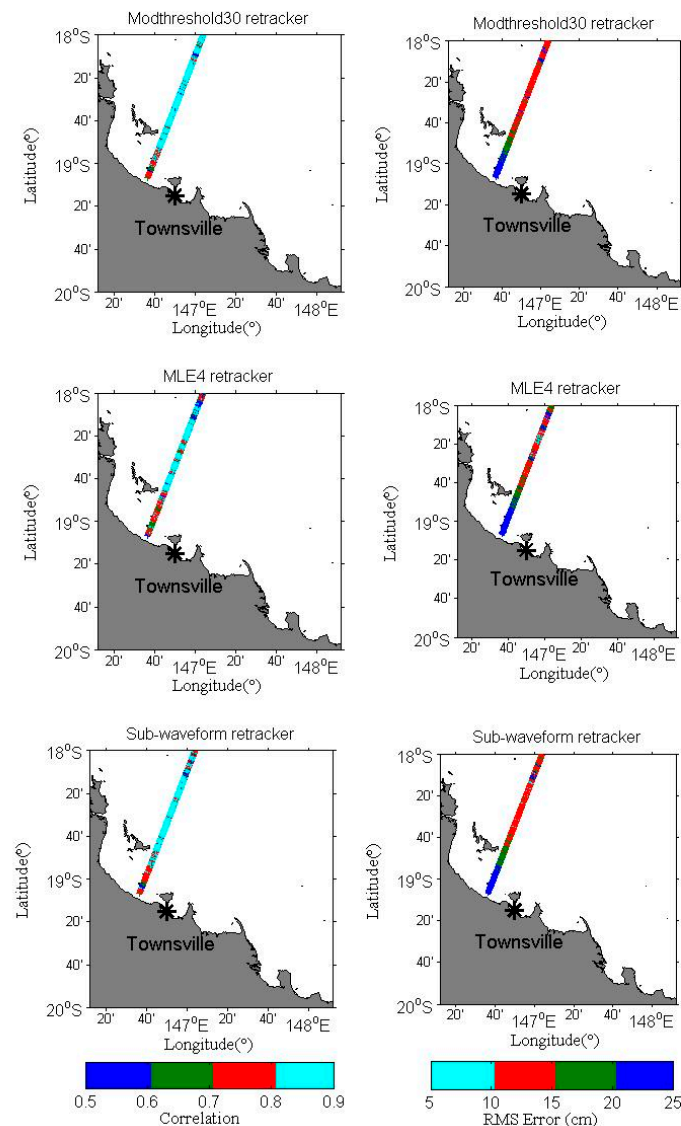 Modthreshold30 retracker
18°S
20'
40'
19°S
20'
40'
20°S
Latitude(°)
Townsville
20' 40' 147°E 20' 40' 148°E
Longitude(°)
Modthreshold30 retracker
18°S
20'
40'
19°S
20'
40'
20°S
Latitude(°)
Townsville
20' 40' 147°E 20' 40' 148°E
Longitude(°)
MLE4 retracker
18°S
20'
40'
19°S
20'
40'
20°S
Latitude(°)
Townsville
20' 40' 147°E 20' 40' 148°E
Longitude(°)
MLE4 retracker
18°S
20'
40'
19°S
20'
40'
20°S
Latitude(°)
Townsville
20' 40' 147°E 20' 40' 148°E
Longitude(°)
Sub-waveform retracker
18°S
20'
40'
19°S
20'
40'
20°S
Latitude(°)
Townsville
20' 40' 147°E 20' 40' 148°E
Longitude(°)
Sub-waveform retracker
18°S
20'
40'
19°S
20'
40'
20°S
Latitude(°)
Townsville
20' 40' 147°E 20' 40' 148°E
Longitude(°)
0.5 0.6 0.7 0.8 0.9
Correlation
5 10 15 20 25
RMS Error (cm)